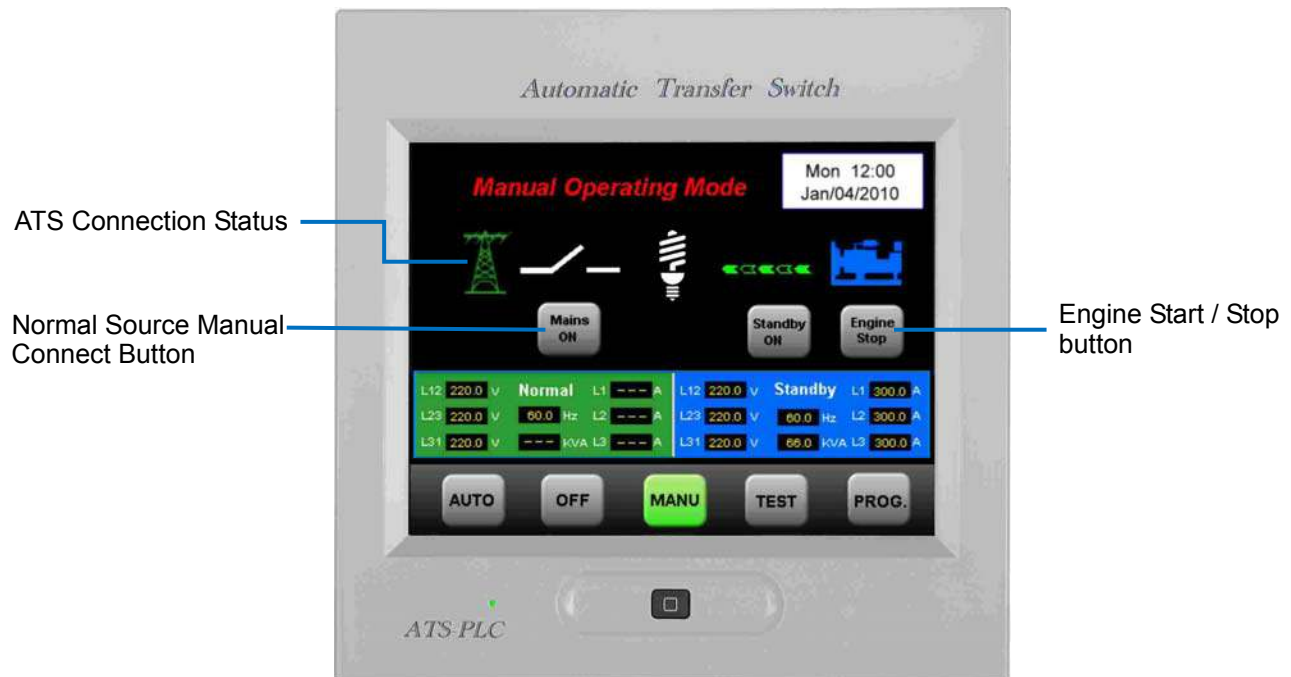 Automatic Transfer Switch
Manual Operating Mode
Mon 12:00
Jan/04/2010
ATS Connection Status
Normal Source Manual
Connect Button
Mains
ON
Standby
ON
Engine
Stop
Engine Start / Stop
button
L12 220.0 V Normal L1 --- A
L23 220.0 V 60.0 Hz L2 --- A
L31 220.0 V --- KVA L3 --- A
L12 220.0 V Standby L1 300.0 A
L23 220.0 V 60.0 Hz L2 300.0 A
L31 220.0 V 66.0 KVA L3 300.0 A
AUTO OFF MANU TEST PROG.
ATS-PLC